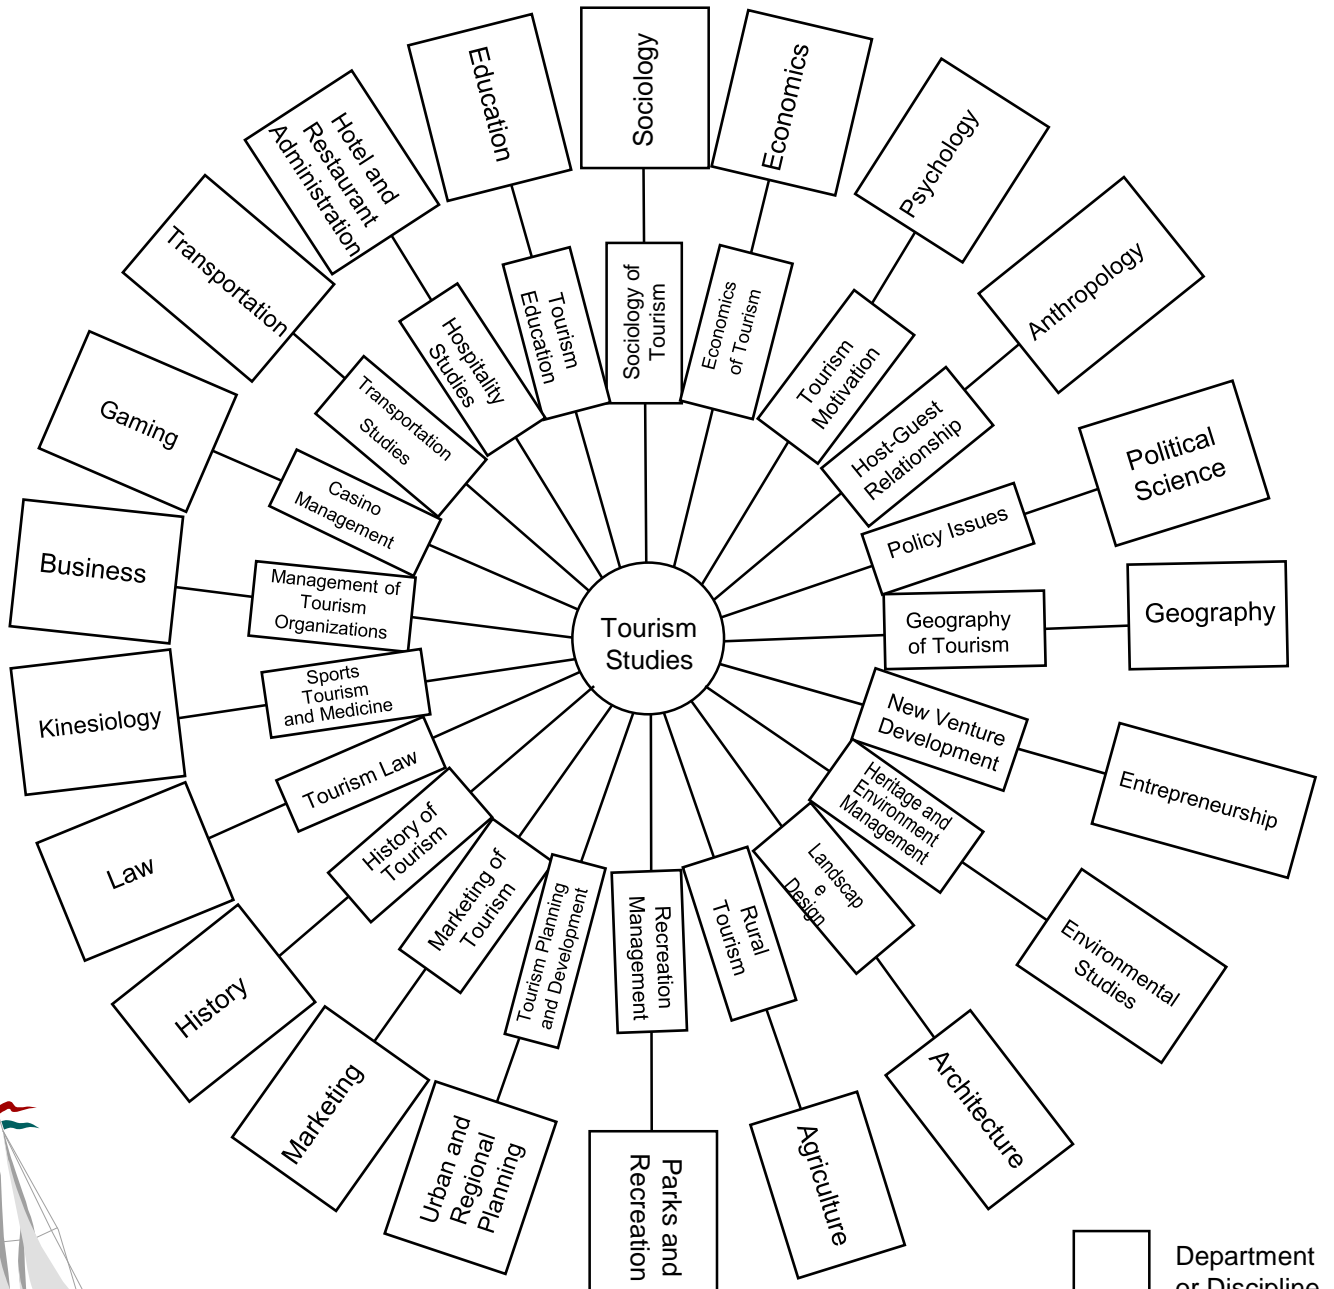 Sociology
Economics
Psychology
Anthropology
Political
Science
Geography
Entrepreneurship
Environmental
Studies
Architecture
Agriculture
Parks and
Recreation
Urban and
Regional
Planning
Marketing
History
Law
Kinesiology
Business
Gaming
Transportation
Hotel and
Restaurant
Administration
Education
Sociology of
Tourism
Economics
of Tourism
Tourism
Motivation
Host-Guest
Relationship
Policy Issues
Geography
of Tourism
New Venture
Development
Heritage and
Environment
Management
Landscap
e
Design
Rural
Tourism
Recreation
Management
Tourism Planning
and Development
Marketing of
Tourism
History of
Tourism
Tourism Law
Sports
Tourism
and Medicine
Management of
Tourism
Organizations
Casino
Management
Transportation
Studies
Hospitality
Studies
Tourism
Education
Tourism
Studies
Department
or Discipline